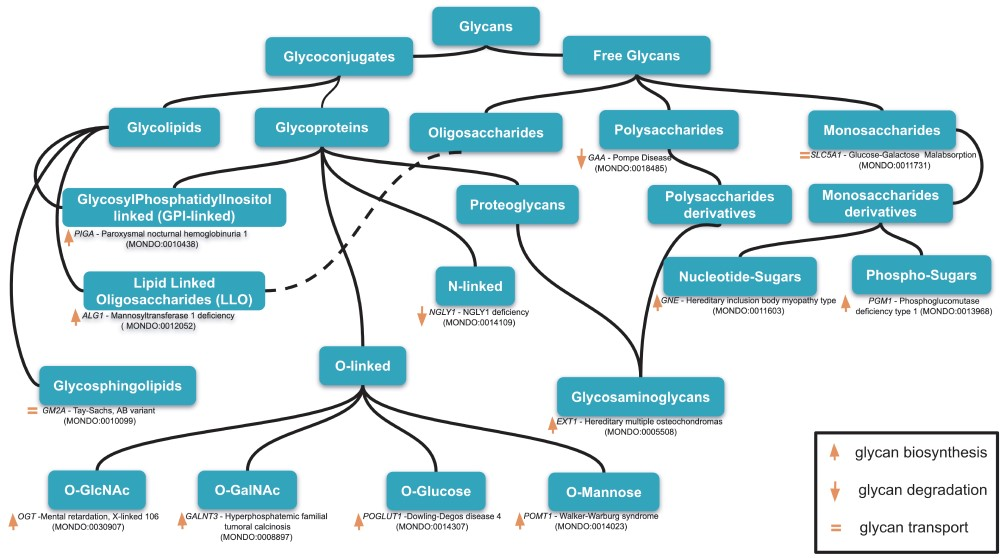 Glycans
Glycoconjugates
Free Glycans
Glycolipids
Glycoproteins
Oligosaccharides
Polysaccharides
GAA - Pompe Disease
(MONDO:0018485)
Monosaccharides
SLC5A1 - Glucose-Galactose Malabsorption
(MONDO:0011731)
GlycosylPhosphatidylInositol
linked (GPI-linked)
PIGA - Paroxysmal nocturnal hemoglobinuria 1
(MONDO:0010438)
Proteoglycans
Polysaccharides
derivatives
Monosaccharides
derivatives
Lipid Linked
Oligosaccharides (LLO)
ALG1 - Mannosyltransferase 1 deficiency
( MONDO:0012052)
N-linked
NGLY1 - NGLY1 deficiency
(MONDO:0014109)
Nucleotide-Sugars
GNE - Hereditary inclusion body myopathy type
(MONDO:0011603)
Phospho-Sugars
PGM1 - Phosphoglucomutase
deficiency type 1 (MONDO:0013968)
O-linked
Glycosphingolipids
GM2A - Tay-Sachs, AB variant
(MONDO:0010099)
Glycosaminoglycans
EXT1 - Hereditary multiple osteochondromas
(MONDO:0005508)
O-GlcNAc
OGT -Mental retardation, X-linked 106
(MONDO:0030907)
O-GalNAc
GALNT3 - Hyperphosphatemic familial
tumoral calcinosis
(MONDO:0008897)
O-Glucose
POGLUT1 -Dowling-Degos disease 4
(MONDO:0014307)
O-Mannose
POMT1 - Walker-Warburg syndrome
(MONDO:0014023)
glycan biosynthesis
glycan degradation
glycan transport